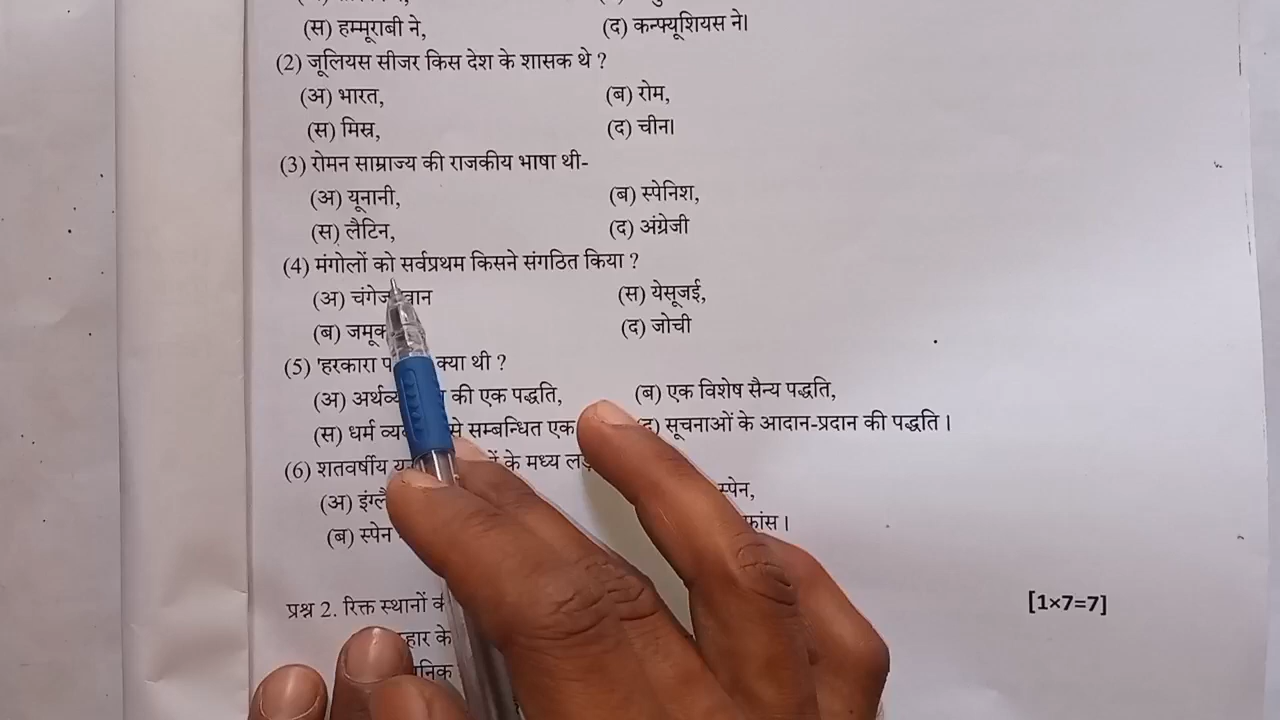 (स) हम्मूराबी ने, (द) कन्फ्यूशियस ने।
(2) जूलियस सीजर किस देश के शासक थे ?
(अ) भारत, (ब) रोम,
(स) मिस्र, (द) चीन।
(3) रोमन साम्राज्य की राजकीय भाषा थी-
(अ) यूनानी, (ब) स्पेनिश,
(स) लैटिन, (द) अंग्रेजी
(4) मंगोलों को सर्वप्रथम किसने संगठित किया ?
(अ) (स) येसूजई,
(ब) (द) जोची
(5) 'हरकारा क्या थी ?
(अ) की एक पद्धति, (ब) एक विशेष सैन्य पद्धति,
(स) धर्म से सम्बन्धित एक सूचनाओं के आदान-प्रदान की पद्धति ।
(6) शतवर्षीय के मध्य
(अ) स्पेन,
(ब) स्पेन
प्रश्न 2. रिक्त स्थानों [1×7=7]